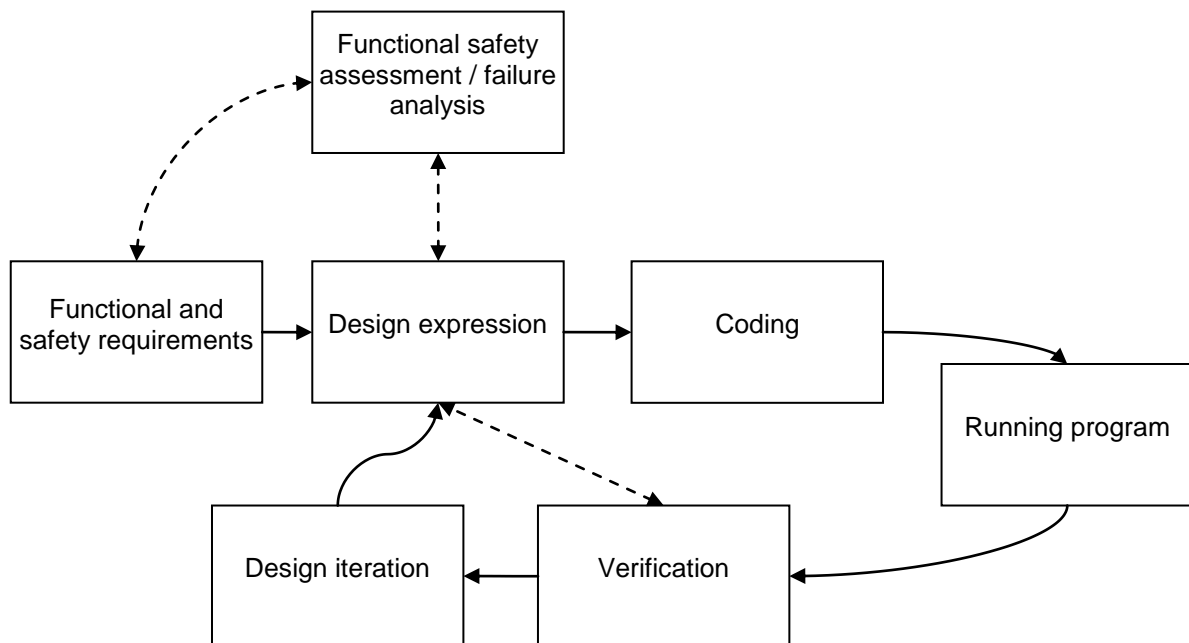 Functional safety
assessment / failure
analysis
Functional and
safety requirements
Design expression
Coding
Running program
Design iteration
Verification